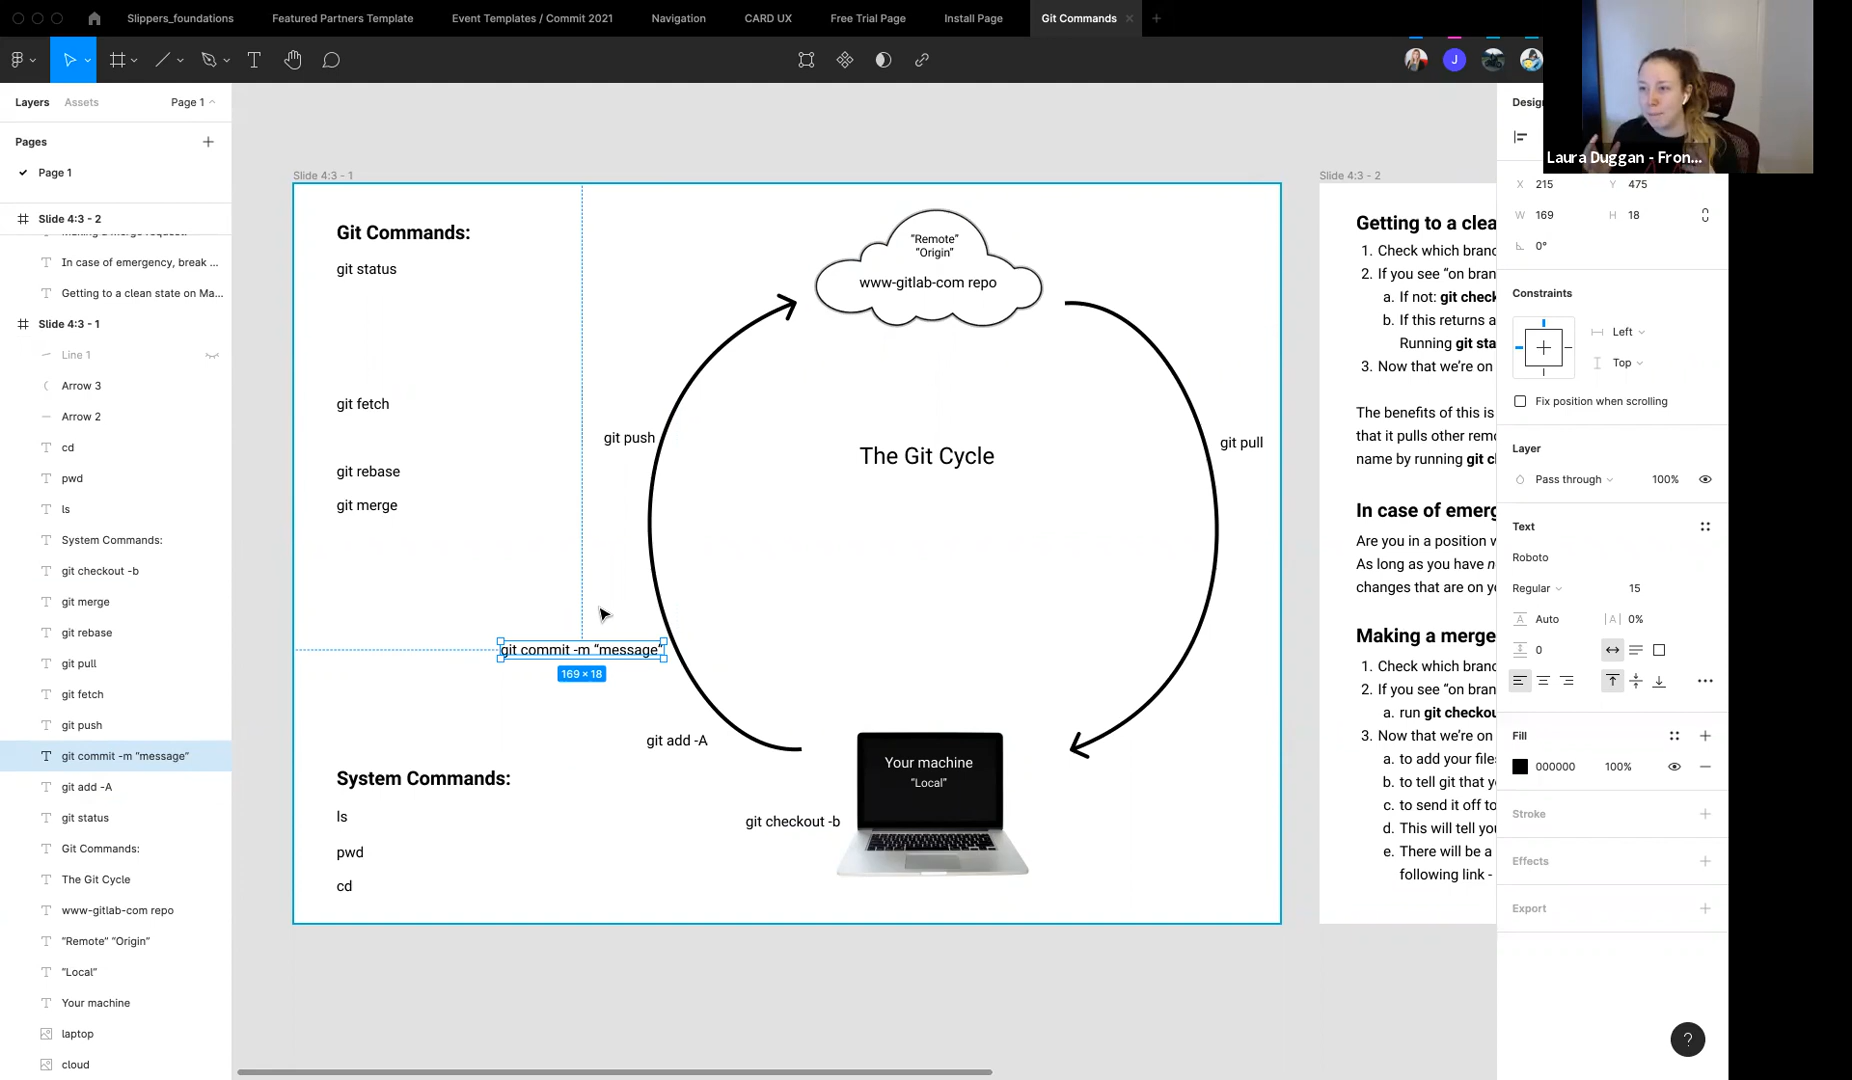 Slippers_foundations
Featured Partners Template
Event Templates / Commit 2021
Navigation
CARD UX
Free Trial Page
Install Page
Git Commands
J
Laura Duggan - Fron...
Layers
Assets
Page 1
Pages
Page 1
Slide 4:3 - 2
In case of emergency, break ...
Getting to a clean state on Ma...
Slide 4:3 - 1
Line 1
Arrow 3
Arrow 2
cd
pwd
ls
System Commands:
git checkout -b
git merge
git rebase
git pull
git fetch
git push
git commit -m “message”
git add -A
git status
Git Commands:
The Git Cycle
www-gitlab-com repo
“Remote” “Origin”
“Local”
Your machine
laptop
cloud
Slide 4:3 - 1
Git Commands:
git status
git fetch
git rebase
git merge
System Commands:
ls
pwd
cd
“Remote”
“Origin”
www-gitlab-com repo
git push
git pull
The Git Cycle
git commit -m “message”
169 × 18
git add -A
git checkout -b
Your machine
“Local”
Slide 4:3 - 2
Getting to a clea
1. Check which branc
2. If you see “on bran
a. If not: git check
b. If this returns a
Running git sta
3. Now that we’re on
The benefits of this is
that it pulls other remo
name by running git cl
In case of emerg
Are you in a position w
As long as you have n
changes that are on yo
Making a merge
1. Check which branc
2. If you see “on bran
a. run git checkou
3. Now that we’re on
a. to add your files
b. to tell git that yo
c. to send it off to
d. This will tell you
e. There will be a
following link -
Desig
X 215
Y 475
W 169
H 18
0°
Constraints
Left
Top
Fix position when scrolling
Layer
Pass through
100%
Text
Roboto
Regular
15
Auto
0%
0
Fill
000000
100%
Stroke
Effects
Export
?